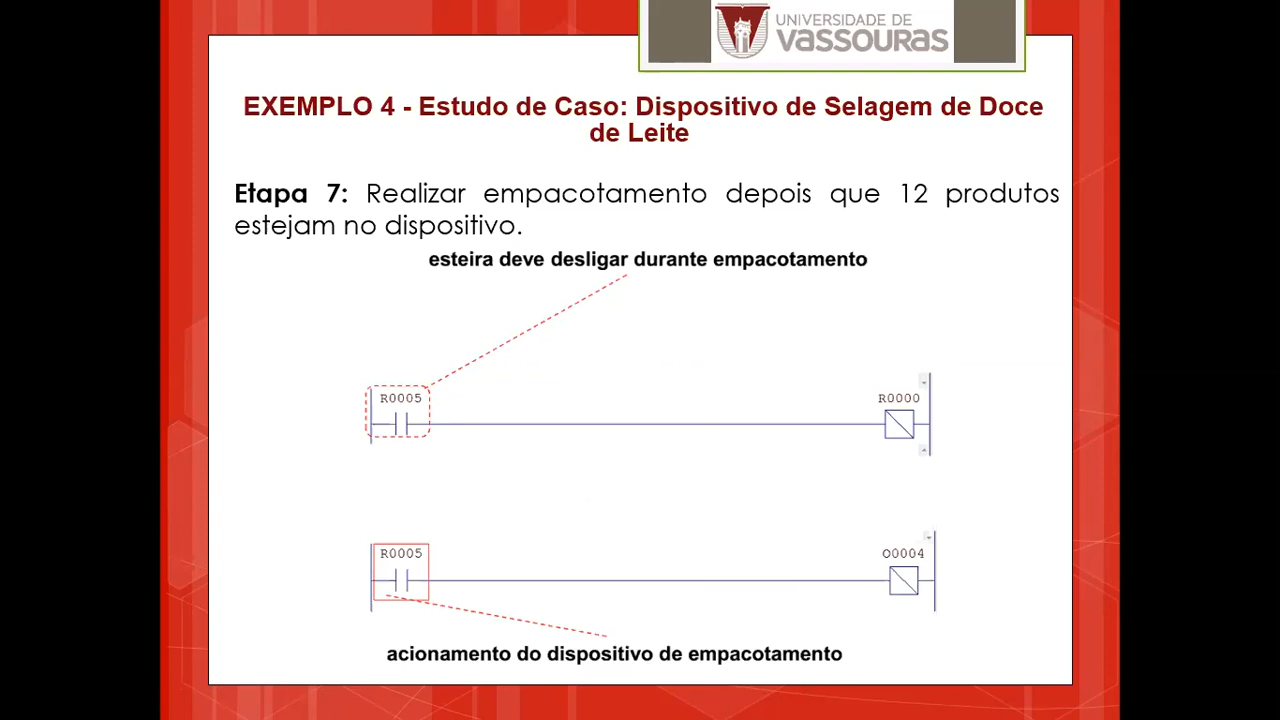 UNIVERSIDADE DE
VASSOURAS
EXEMPLO 4 - Estudo de Caso: Dispositivo de Selagem de Doce
de Leite
Etapa 7: Realizar empacotamento depois que 12 produtos
estejam no dispositivo.
esteira deve desligar durante empacotamento
R0005 R0000
R0005 O0004
acionamento do dispositivo de empacotamento